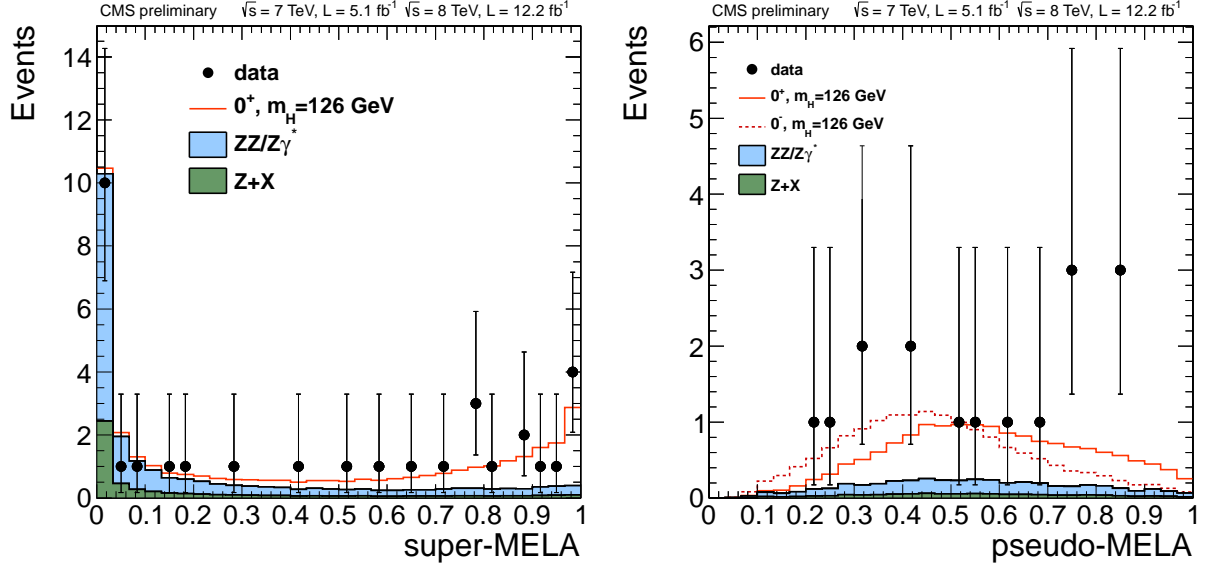 CMS preliminary √s = 7 TeV, L = 5.1 fb⁻¹ √s = 8 TeV, L = 12.2 fb⁻¹
Events
14
12
10
8
6
4
2
0
data
0⁺, m_H=126 GeV
ZZ/Zγ*
Z+X
0 0.1 0.2 0.3 0.4 0.5 0.6 0.7 0.8 0.9 1
super-MELA
CMS preliminary √s = 7 TeV, L = 5.1 fb⁻¹ √s = 8 TeV, L = 12.2 fb⁻¹
Events
6
5
4
3
2
1
0
data
0⁺, m_H=126 GeV
0⁻, m_H=126 GeV
ZZ/Zγ*
Z+X
0 0.1 0.2 0.3 0.4 0.5 0.6 0.7 0.8 0.9 1
pseudo-MELA